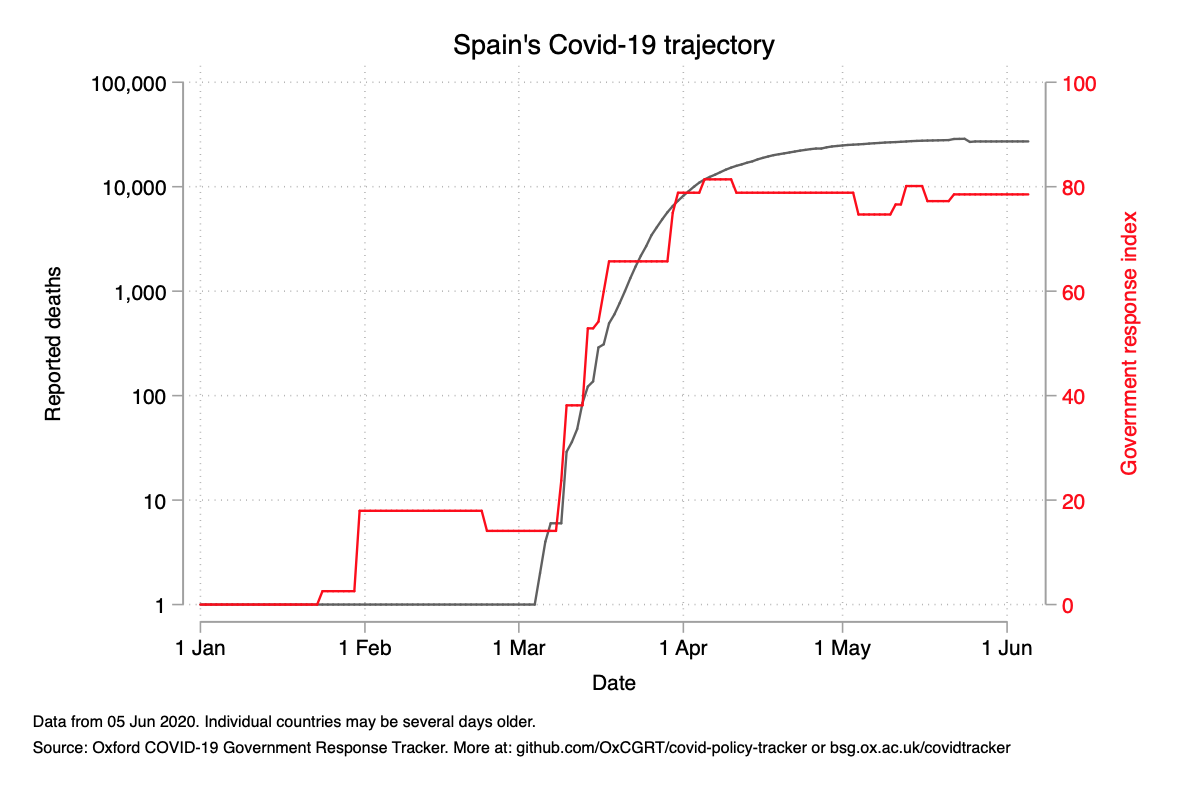 Spain's Covid-19 trajectory
100,000
10,000
1,000
100
10
1
Reported deaths
100
80
60
40
20
0
Government response index
1 Jan
1 Feb
1 Mar
1 Apr
1 May
1 Jun
Date
Data from 05 Jun 2020. Individual countries may be several days older.
Source: Oxford COVID-19 Government Response Tracker. More at: github.com/OxCGRT/covid-policy-tracker or bsg.ox.ac.uk/covidtracker